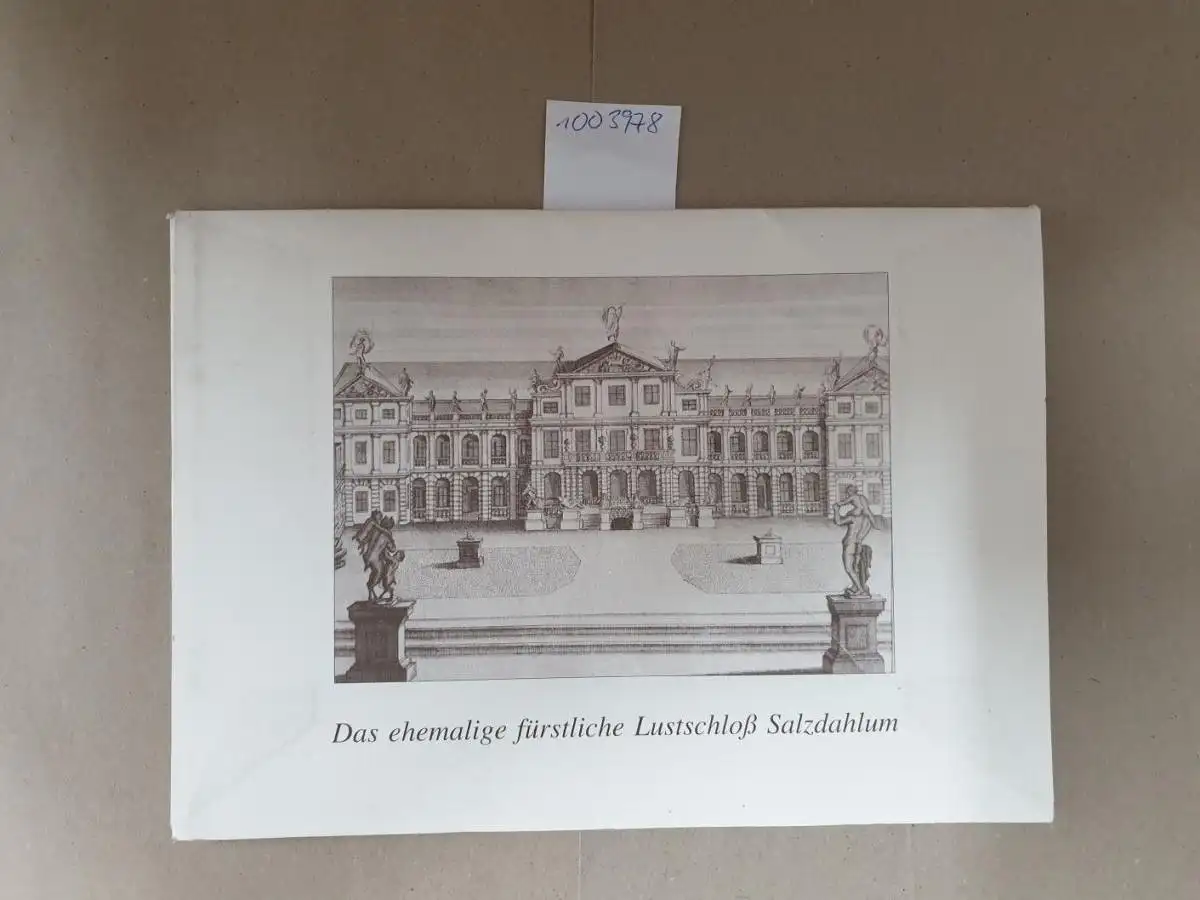 1003978
Das ehemalige fürstliche Lustschloß Salzdahlum